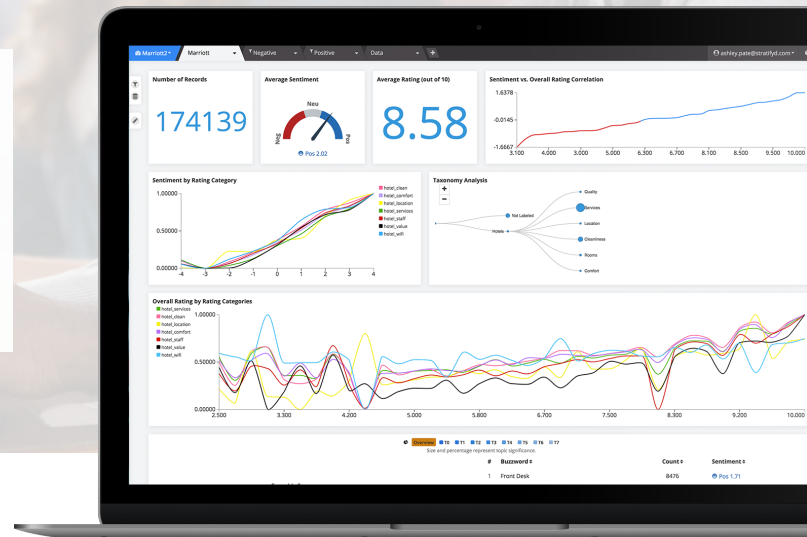 Marriott2
Marriott
Negative
Positive
Data
+
ashley.pate@stratifyd.com
Number of Records
174139
Average Sentiment
Neu
Neg
Pos
Pos 2.02
Average Rating (out of 10)
8.58
Sentiment vs. Overall Rating Correlation
1.6378
-0.0145
-1.6667
3.100 4.000 3.000 5.000 6.300 6.700 8.100 8.500 9.500 10.000
Sentiment by Rating Category
1.00000
0.50000
0.00000
-4 -3 -2 -1 0 1 2 3 4
hotel_clean
hotel_comfort
hotel_location
hotel_services
hotel_staff
hotel_value
hotel_wifi
Taxonomy Analysis
+
−
Not Labeled
Hotels
Quality
Services
Location
Cleanliness
Rooms
Comfort
Overall Rating by Rating Categories
hotel_services
hotel_clean
hotel_location
hotel_comfort
hotel_staff
hotel_value
hotel_wifi
1.00000
0.50000
0.00000
2.500 3.300 4.200 5.000 5.800 6.700 7.500 8.300 9.200 10.000
Overview T0 T1 T2 T3 T4 T5 T6 T7
Size and percentage represent topic significance.
# Buzzword Count Sentiment
1 Front Desk 8476 Pos 1.71